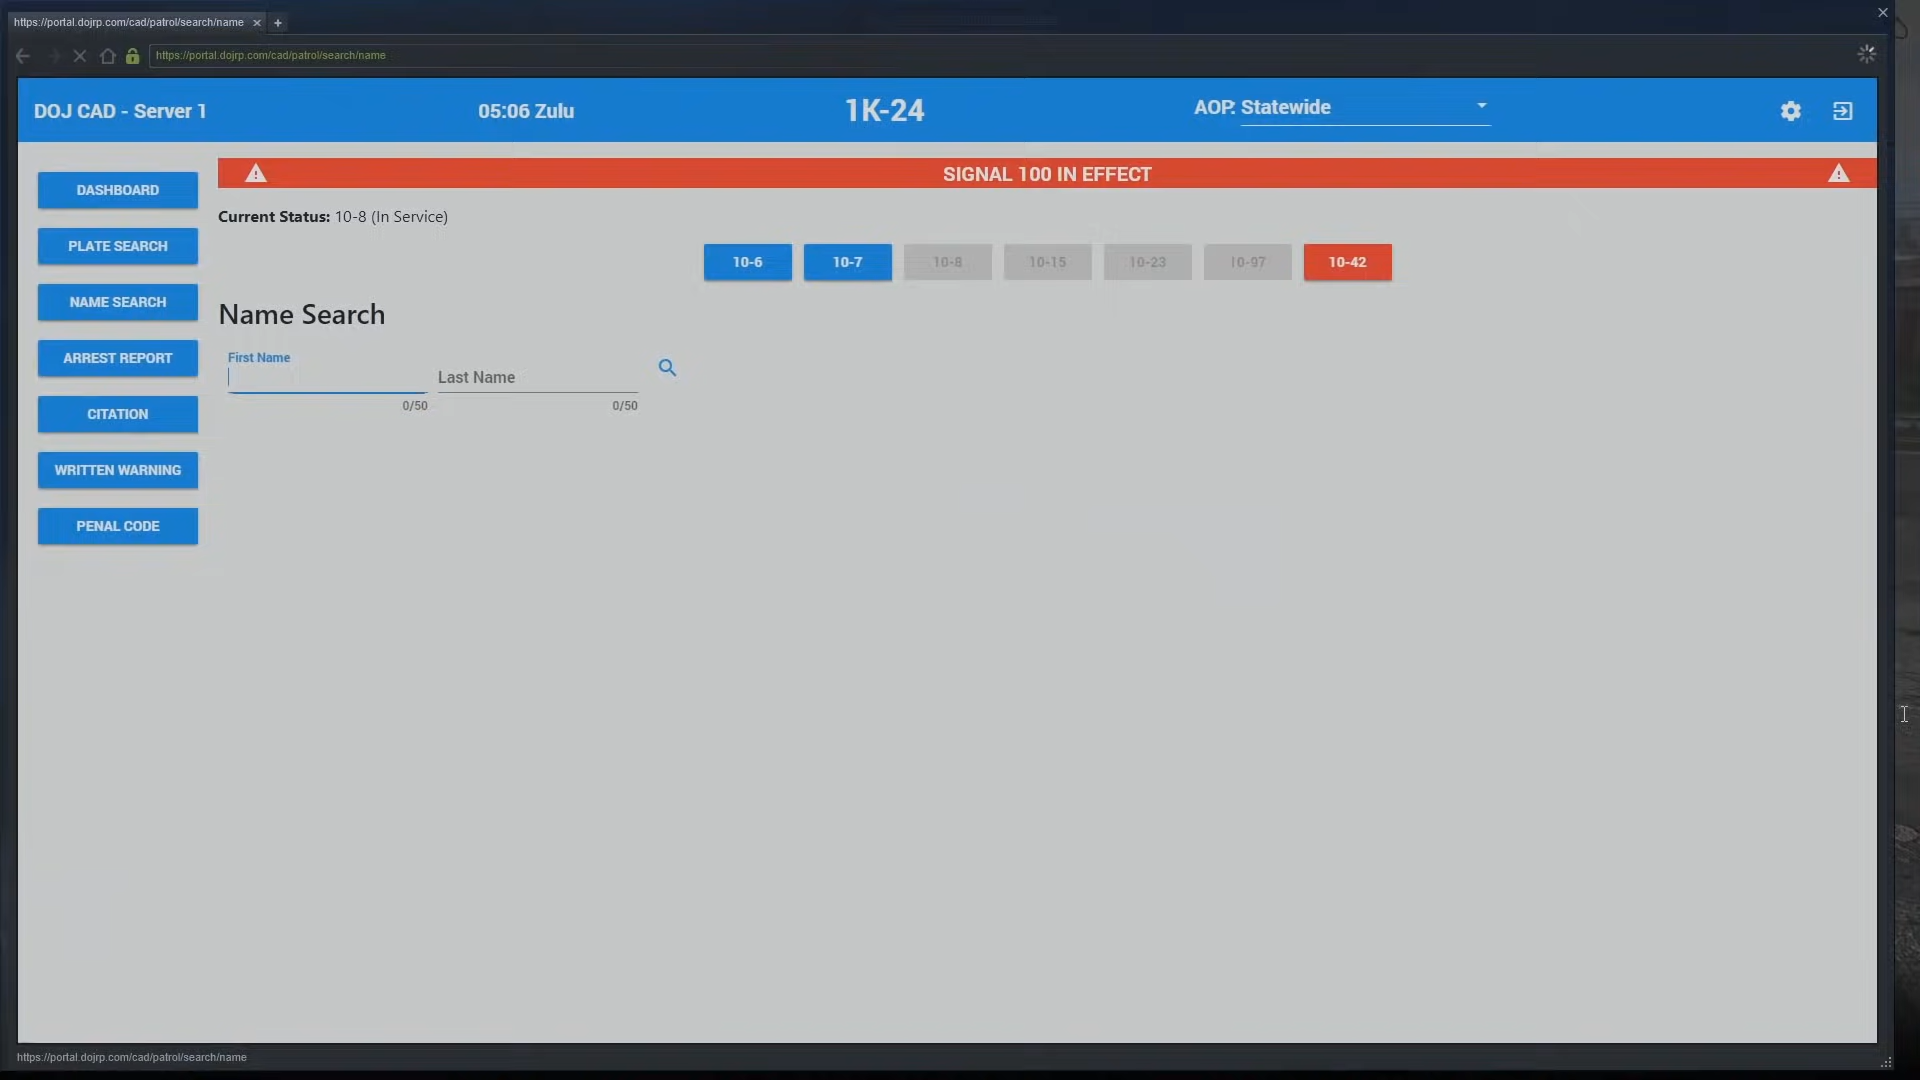 https://portal.dojrp.com/cad/patrol/search/name
https://portal.dojrp.com/cad/patrol/search/name
DOJ CAD - Server 1
05:06 Zulu
1K-24
AOP: Statewide
SIGNAL 100 IN EFFECT
Current Status: 10-8 (In Service)
10-6
10-7
10-8
10-15
10-23
10-97
10-42
DASHBOARD
PLATE SEARCH
NAME SEARCH
ARREST REPORT
CITATION
WRITTEN WARNING
PENAL CODE
Name Search
First Name
Last Name
0/50
0/50
https://portal.dojrp.com/cad/patrol/search/name